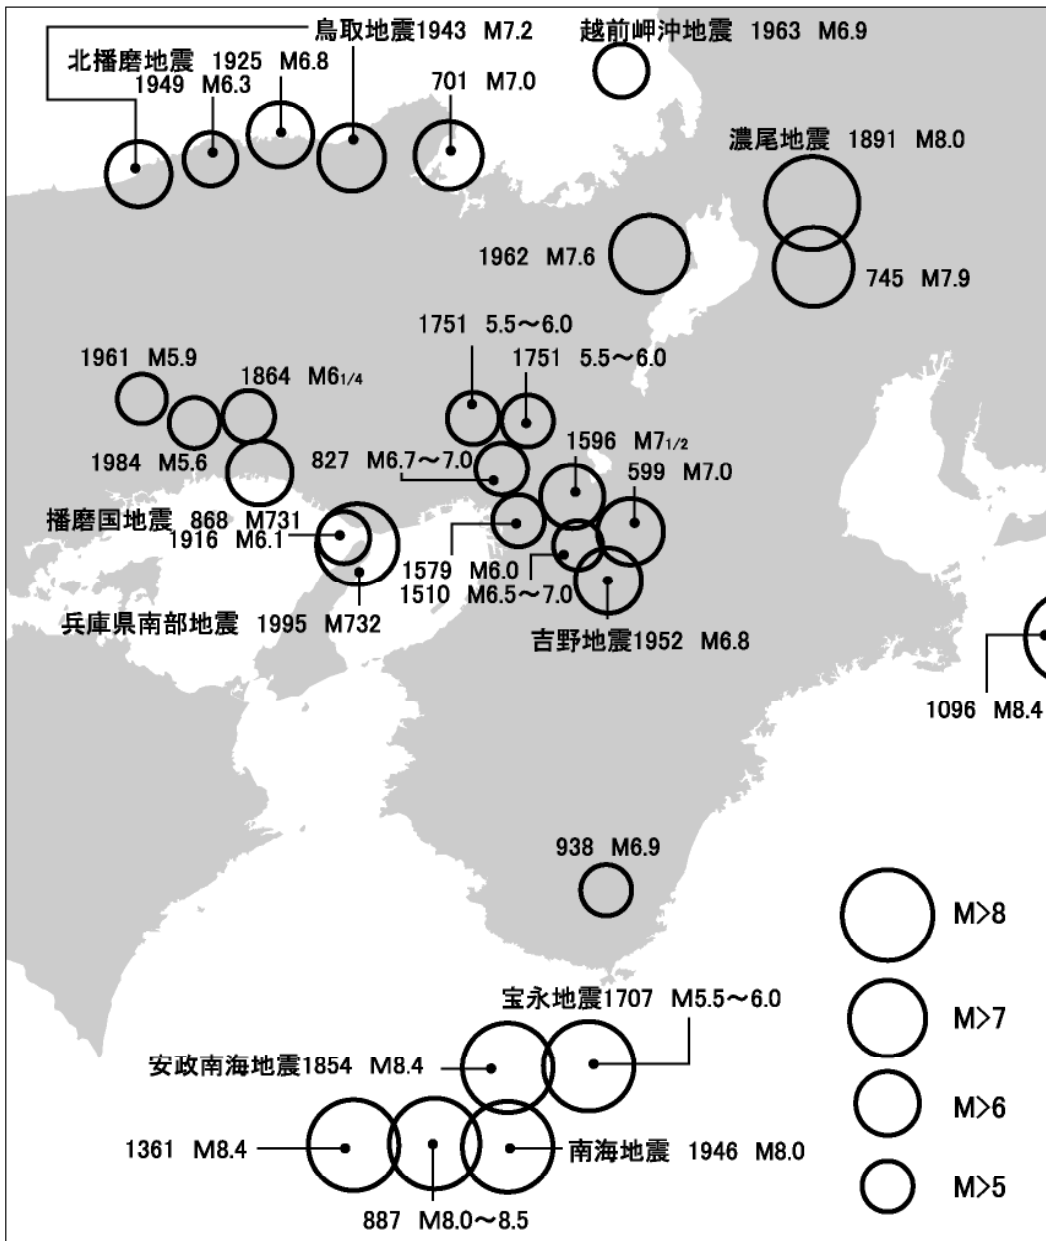 鳥取地震1943 M7.2
越前岬沖地震 1963 M6.9
北播磨地震 1925 M6.8
1949 M6.3
701 M7.0
濃尾地震 1891 M8.0
1962 M7.6
745 M7.9
1751 5.5～6.0
1751 5.5～6.0
1961 M5.9
1864 M61/4
1984 M5.6
827 M6.7～7.0
1596 M71/2
599 M7.0
播磨国地震 868 M731
1916 M6.1
1579 M6.0
1510 M6.5～7.0
兵庫県南部地震 1995 M732
吉野地震1952 M6.8
1096 M8.4
938 M6.9
M>8
M>7
M>6
M>5
宝永地震1707 M5.5～6.0
安政南海地震1854 M8.4
1361 M8.4
南海地震 1946 M8.0
887 M8.0～8.5